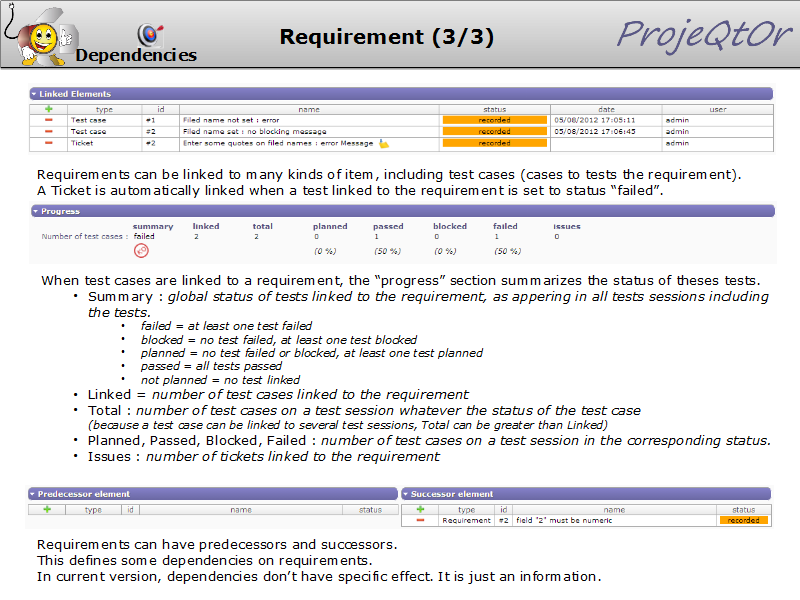 Requirement (3/3)
ProjeQtOr
Dependencies
Linked Elements
type id name status date user
Test case #1 Filed name not set : error recorded 05/08/2012 17:05:11 admin
Test case #2 Filed name set : no blocking message recorded 05/08/2012 17:06:45 admin
Ticket #2 Enter some quotes on filed names : error Message recorded admin
Requirements can be linked to many kinds of item, including test cases (cases to tests the requirement).
A Ticket is automatically linked when a test linked to the requirement is set to status “failed”.
Progress
summary linked total planned passed blocked failed issues
Number of test cases : failed 2 2 0 1 0 1 0
(0 %) (50 %) (0 %) (50 %)
When test cases are linked to a requirement, the “progress” section summarizes the status of theses tests.
• Summary : global status of tests linked to the requirement, as appering in all tests sessions including
the tests.
• failed = at least one test failed
• blocked = no test failed, at least one test blocked
• planned = no test failed or blocked, at least one test planned
• passed = all tests passed
• not planned = no test linked
• Linked = number of test cases linked to the requirement
• Total : number of test cases on a test session whatever the status of the test case
(because a test case can be linked to several test sessions, Total can be greater than Linked)
• Planned, Passed, Blocked, Failed : number of test cases on a test session in the corresponding status.
• Issues : number of tickets linked to the requirement
Predecessor element Successor element
type id name status type id name status
Requirement #2 field "2" must be numeric recorded
Requirements can have predecessors and successors.
This defines some dependencies on requirements.
In current version, dependencies don’t have specific effect. It is just an information.